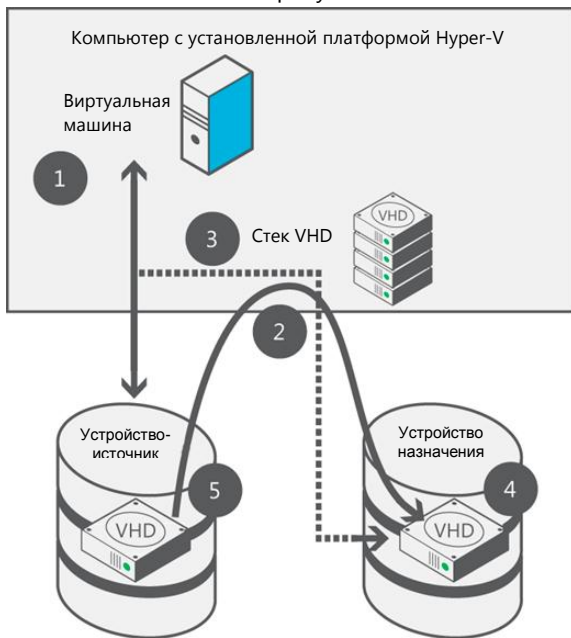 Компьютер с установленной платформой Hyper-V
Виртуальная
машина
1
3
Стек VHD
VHD
2
Устройство-
источник
Устройство
назначения
5
4
VHD
VHD